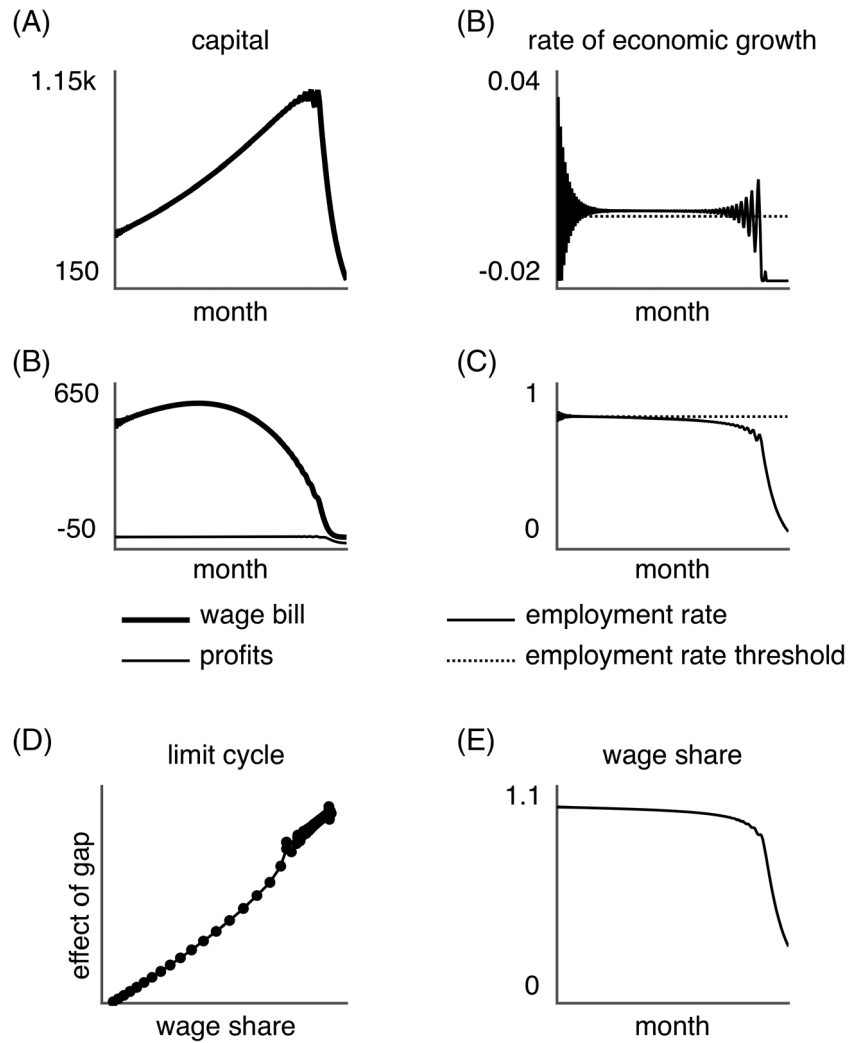 (A)
capital
1.15k
150
month
(B)
rate of economic growth
0.04
-0.02
month
(B)
650
-50
month
wage bill
profits
(C)
1
0
month
employment rate
employment rate threshold
(D)
limit cycle
effect of gap
wage share
(E)
wage share
1.1
0
month